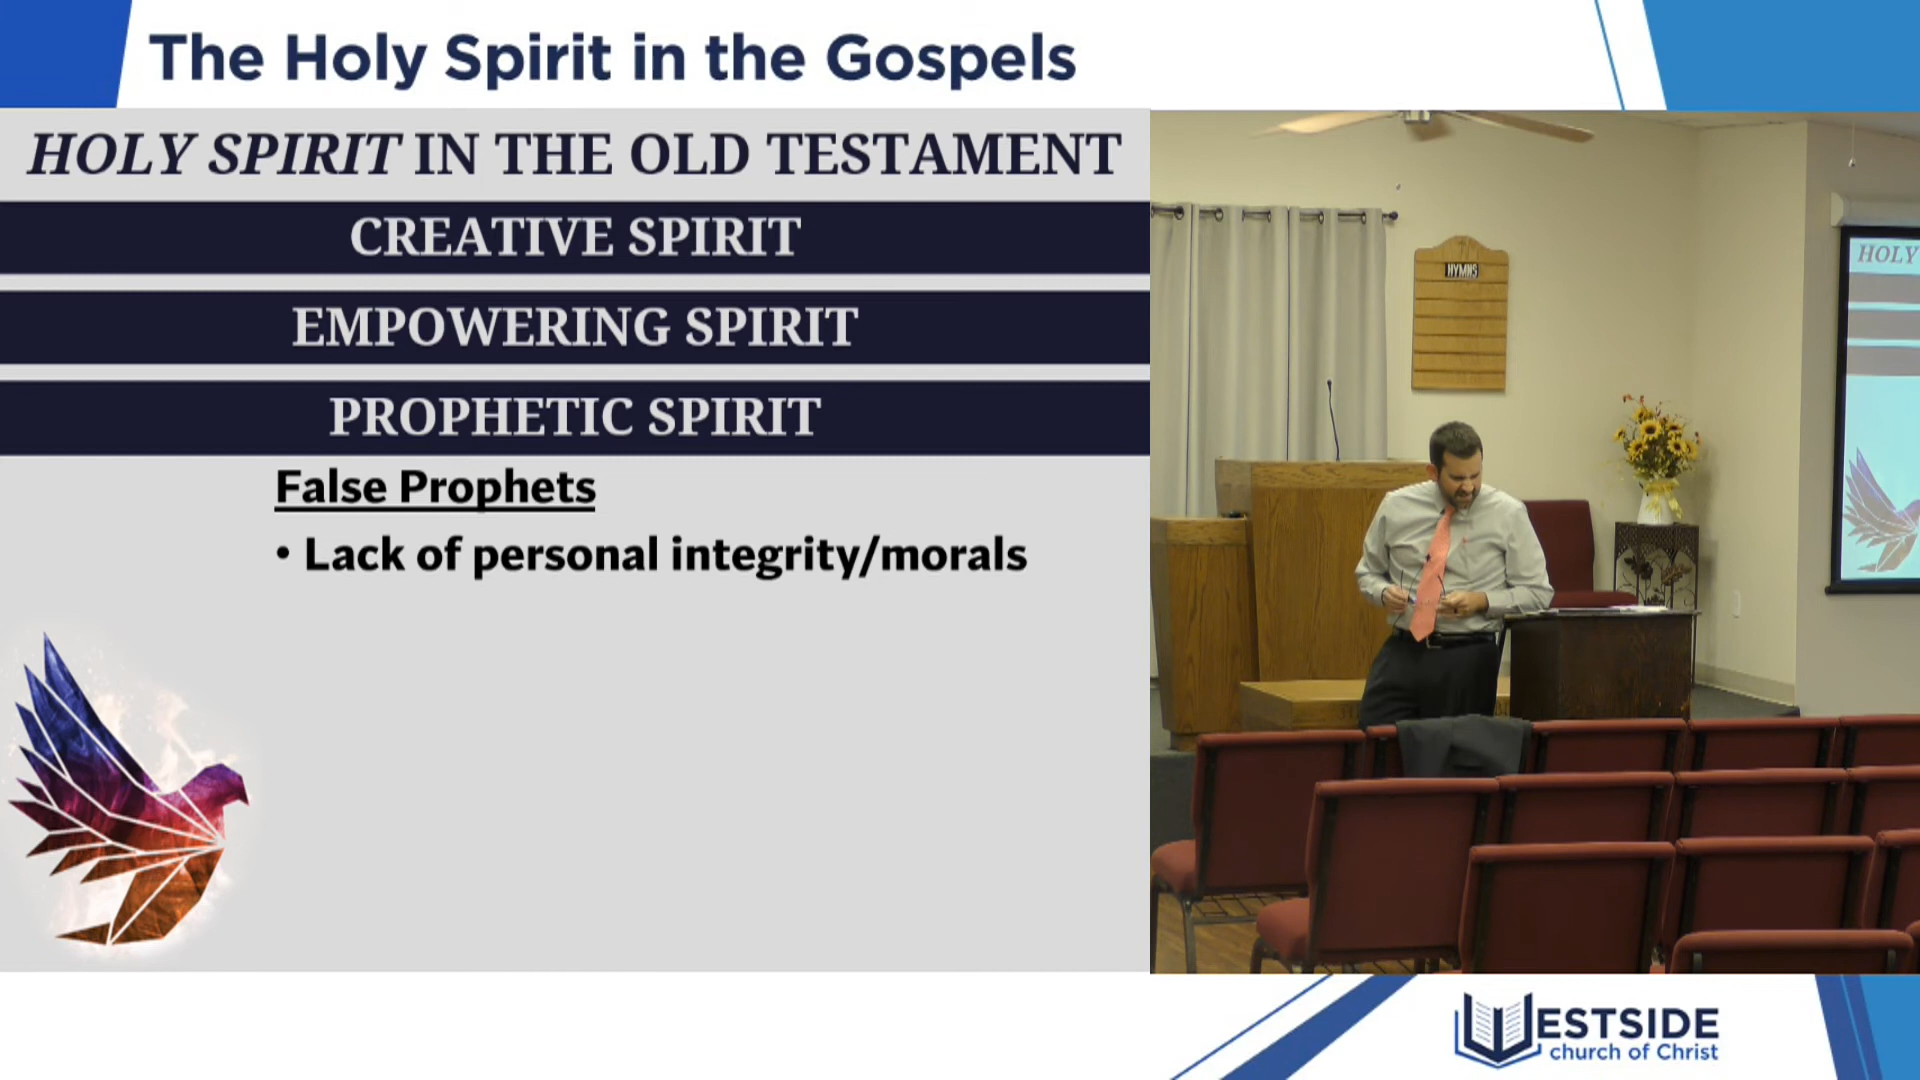 The Holy Spirit in the Gospels
HOLY SPIRIT IN THE OLD TESTAMENT
CREATIVE SPIRIT
EMPOWERING SPIRIT
PROPHETIC SPIRIT
False Prophets
• Lack of personal integrity/morals
HYMNS
HOLY
WESTSIDE
church of Christ